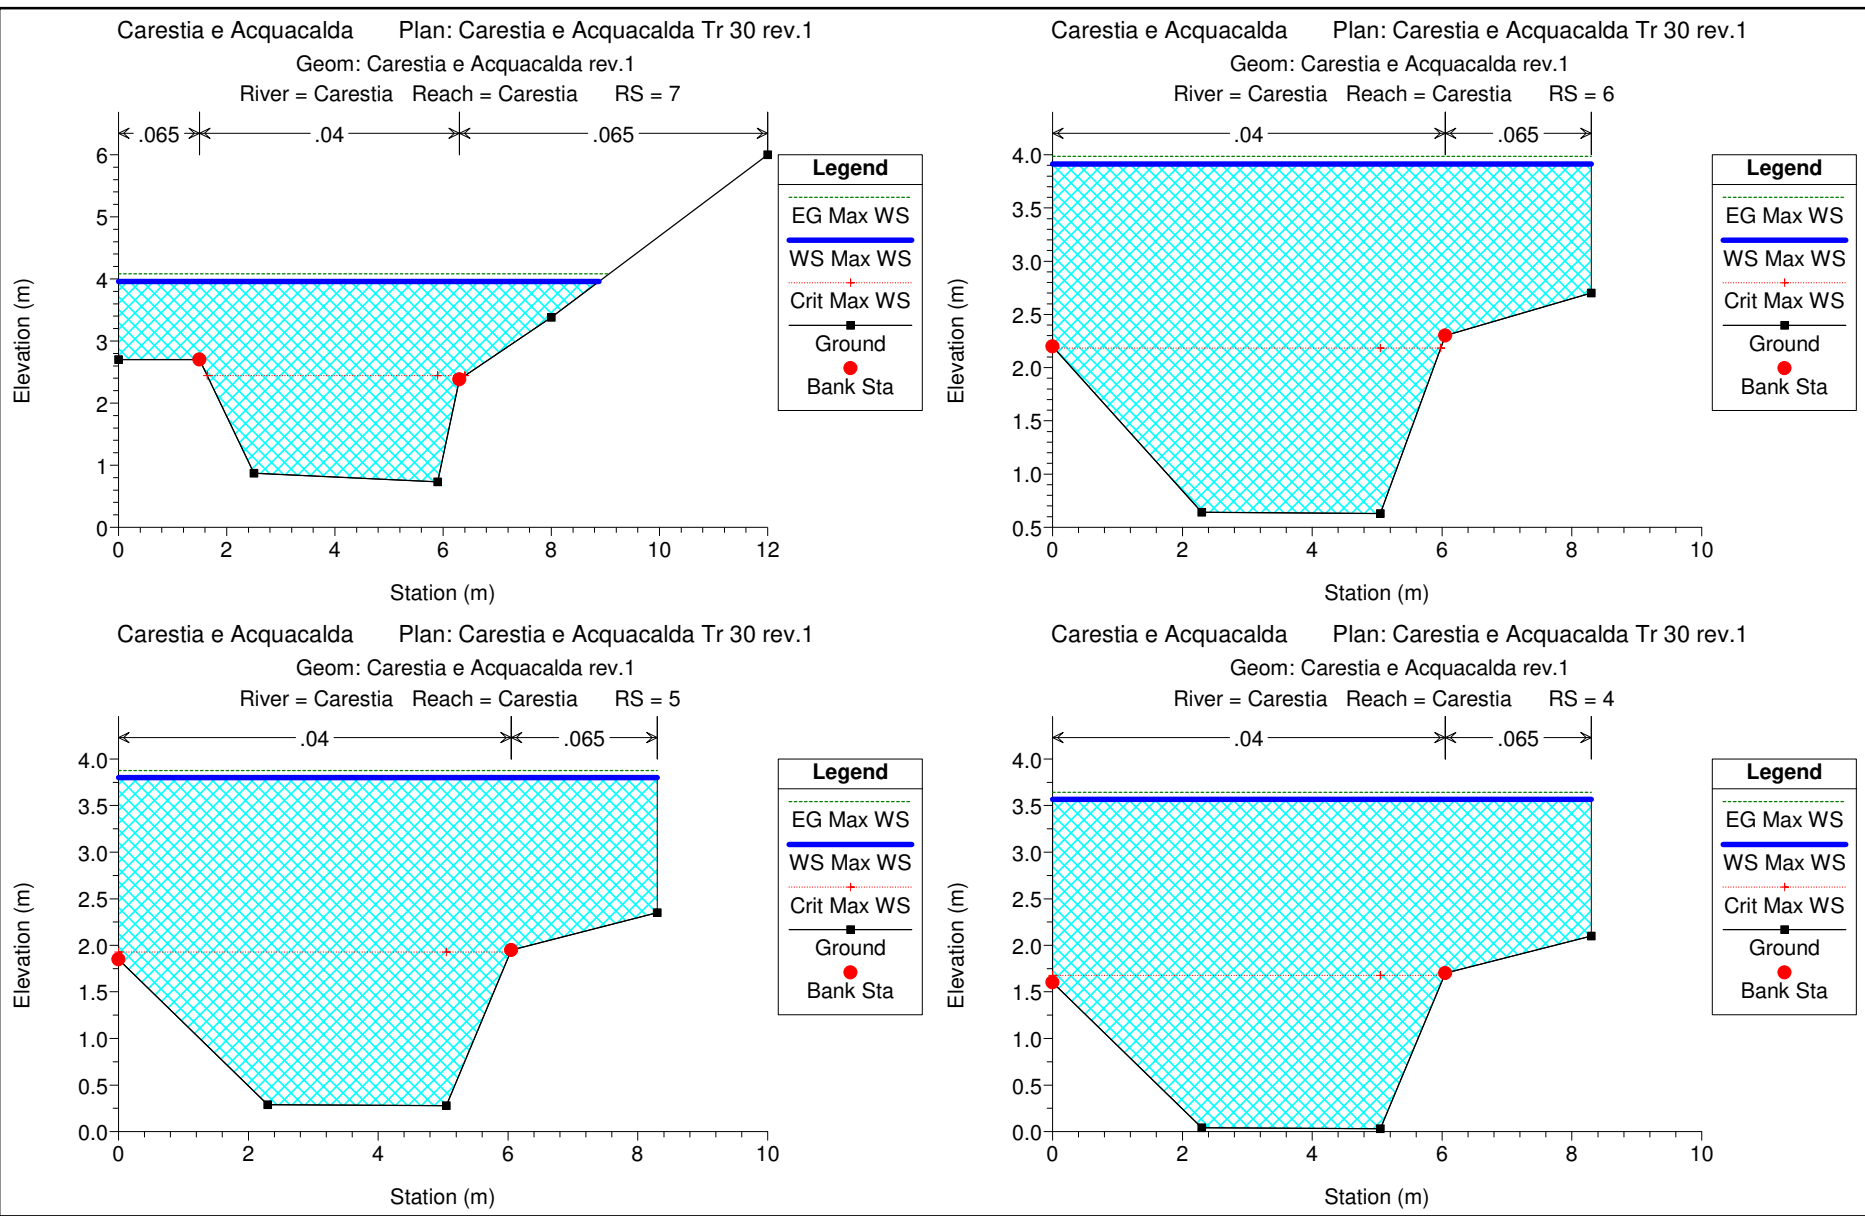 Carestia e Acquacalda Plan: Carestia e Acquacalda Tr 30 rev.1
Geom: Carestia e Acquacalda rev.1
River = Carestia Reach = Carestia RS = 7
.065 .04 .065
6
5
4
3
2
1
0
0 2 4 6 8 10 12
Elevation (m)
Station (m)
Legend
EG Max WS
WS Max WS
Crit Max WS
Ground
Bank Sta
Carestia e Acquacalda Plan: Carestia e Acquacalda Tr 30 rev.1
Geom: Carestia e Acquacalda rev.1
River = Carestia Reach = Carestia RS = 6
.04 .065
4.0
3.5
3.0
2.5
2.0
1.5
1.0
0.5
0 2 4 6 8 10
Elevation (m)
Station (m)
Legend
EG Max WS
WS Max WS
Crit Max WS
Ground
Bank Sta
Carestia e Acquacalda Plan: Carestia e Acquacalda Tr 30 rev.1
Geom: Carestia e Acquacalda rev.1
River = Carestia Reach = Carestia RS = 5
.04 .065
4.0
3.5
3.0
2.5
2.0
1.5
1.0
0.5
0.0
0 2 4 6 8 10
Elevation (m)
Station (m)
Legend
EG Max WS
WS Max WS
Crit Max WS
Ground
Bank Sta
Carestia e Acquacalda Plan: Carestia e Acquacalda Tr 30 rev.1
Geom: Carestia e Acquacalda rev.1
River = Carestia Reach = Carestia RS = 4
.04 .065
4.0
3.5
3.0
2.5
2.0
1.5
1.0
0.5
0.0
0 2 4 6 8 10
Elevation (m)
Station (m)
Legend
EG Max WS
WS Max WS
Crit Max WS
Ground
Bank Sta